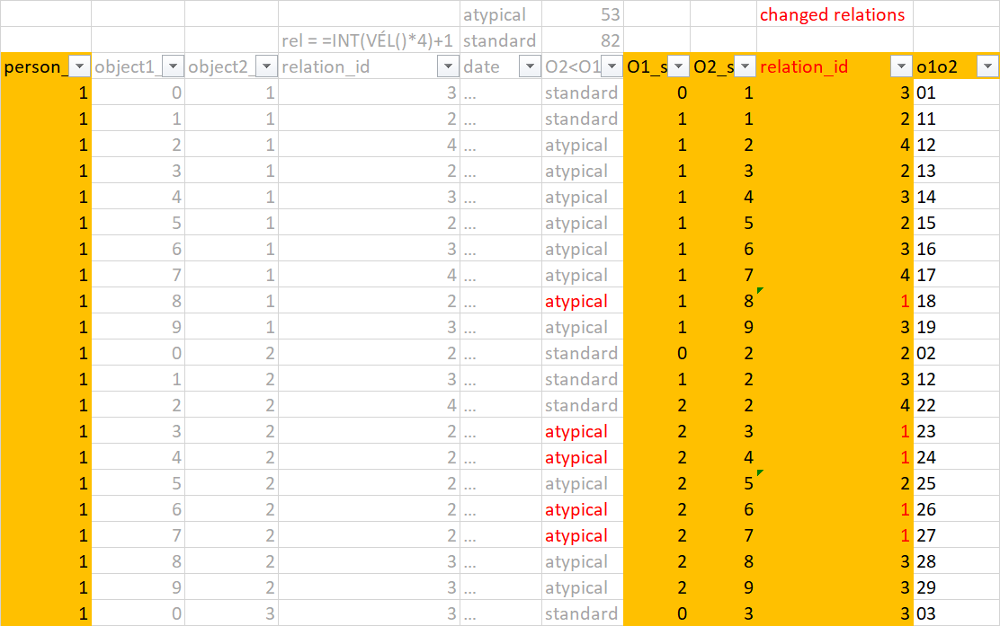 atypical 53 changed relations
rel = =INT(VÉL()*4)+1 standard 82
person_ object1_ object2_ relation_id date O2<O1 O1_s O2_s relation_id o1o2
1 0 1 3 ... standard 0 1 3 01
1 1 1 2 ... standard 1 1 2 11
1 2 1 4 ... atypical 1 2 4 12
1 3 1 2 ... atypical 1 3 2 13
1 4 1 3 ... atypical 1 4 3 14
1 5 1 2 ... atypical 1 5 2 15
1 6 1 3 ... atypical 1 6 3 16
1 7 1 4 ... atypical 1 7 4 17
1 8 1 2 ... atypical 1 8 1 18
1 9 1 3 ... atypical 1 9 3 19
1 0 2 2 ... standard 0 2 2 02
1 1 2 3 ... standard 1 2 3 12
1 2 2 4 ... standard 2 2 4 22
1 3 2 2 ... atypical 2 3 1 23
1 4 2 2 ... atypical 2 4 1 24
1 5 2 2 ... atypical 2 5 2 25
1 6 2 2 ... atypical 2 6 1 26
1 7 2 2 ... atypical 2 7 1 27
1 8 2 3 ... atypical 2 8 3 28
1 9 2 3 ... atypical 2 9 3 29
1 0 3 3 ... standard 0 3 3 03